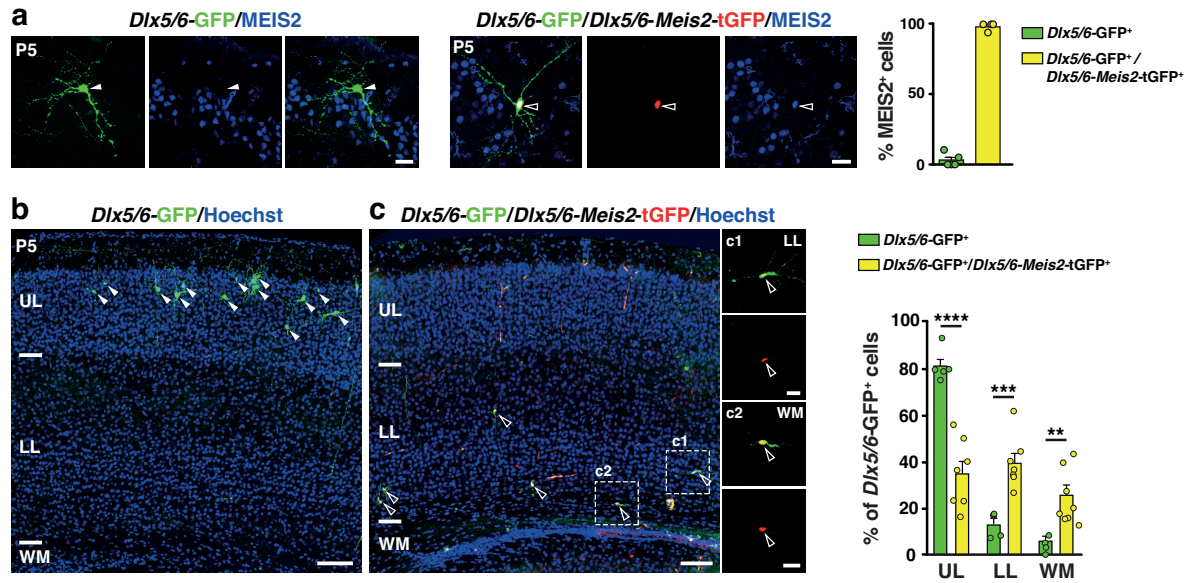 a
Dlx5/6-GFP/MEIS2
Dlx5/6-GFP/Dlx5/6-Meis2-tGFP/MEIS2
P5
P5
% MEIS2⁺ cells
100
50
0
Dlx5/6-GFP⁺
Dlx5/6-GFP⁺/
Dlx5/6-Meis2-tGFP⁺
b
Dlx5/6-GFP/Hoechst
P5
UL
LL
WM
c
Dlx5/6-GFP/Dlx5/6-Meis2-tGFP/Hoechst
UL
LL
WM
c1
c2
c1
LL
c2
WM
Dlx5/6-GFP⁺
Dlx5/6-GFP⁺/Dlx5/6-Meis2-tGFP⁺
% of Dlx5/6-GFP⁺ cells
100
80
60
40
20
0
****
***
**
UL LL WM